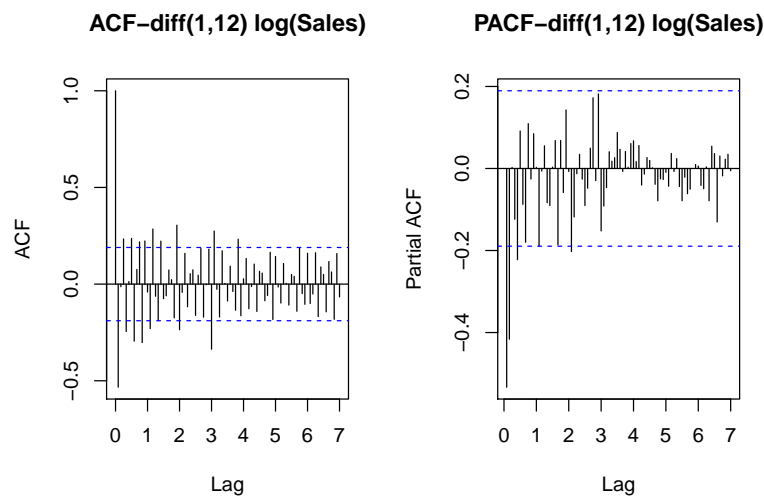 ACF−diff(1,12) log(Sales)
ACF
1.0
0.5
0.0
−0.5
0 1 2 3 4 5 6 7
Lag
PACF−diff(1,12) log(Sales)
Partial ACF
0.2
0.0
−0.2
−0.4
0 1 2 3 4 5 6 7
Lag